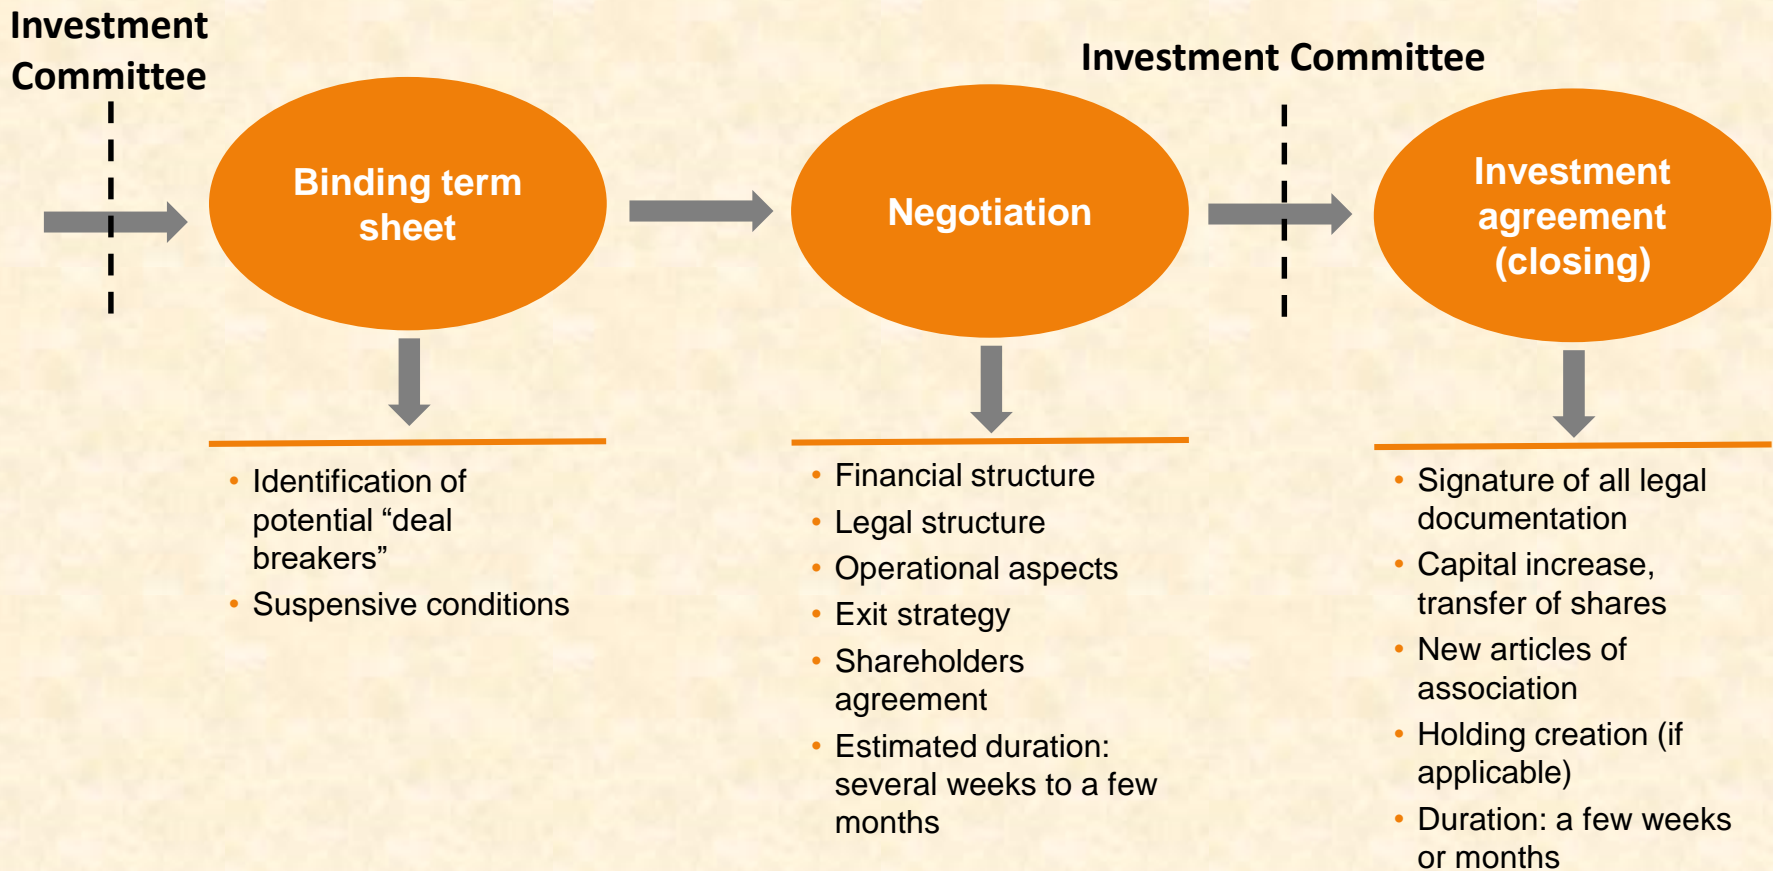 Investment
Committee
Investment Committee
Binding term
sheet
Negotiation
Investment
agreement
(closing)
• Identification of
potential “deal
breakers”
• Suspensive conditions
• Financial structure
• Legal structure
• Operational aspects
• Exit strategy
• Shareholders
agreement
• Estimated duration:
several weeks to a few
months
• Signature of all legal
documentation
• Capital increase,
transfer of shares
• New articles of
association
• Holding creation (if
applicable)
• Duration: a few weeks
or months